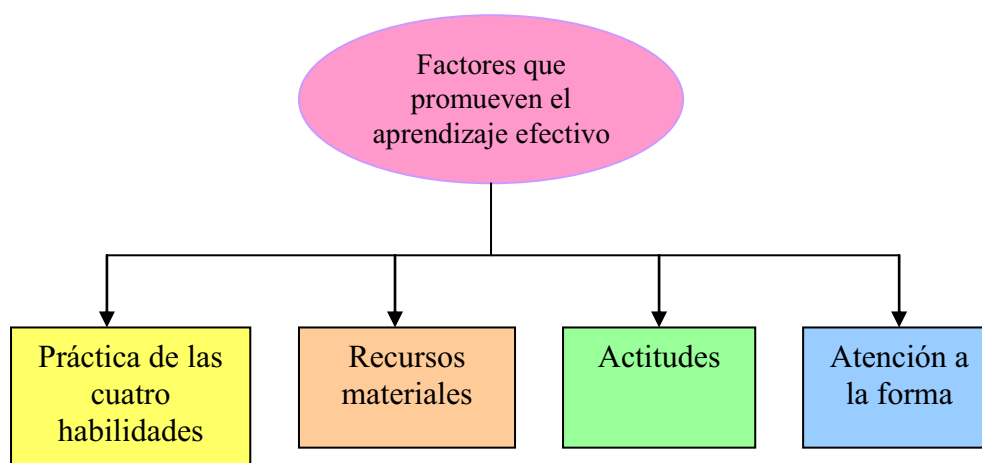 Factores que
promueven el
aprendizaje efectivo
Práctica de las
cuatro
habilidades
Recursos
materiales
Actitudes
Atención a
la forma